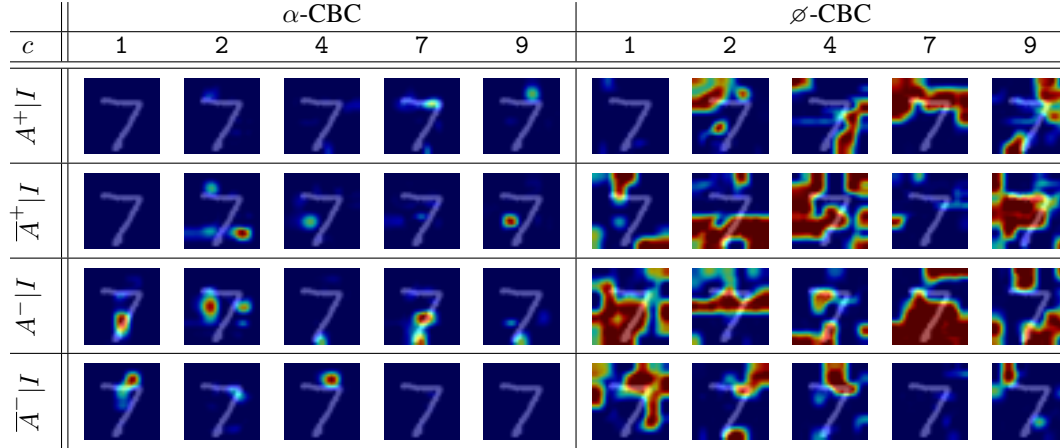 α-CBC ∅-CBC
c 1 2 4 7 9 1 2 4 7 9
A⁺|I
A̅⁺|I
A⁻|I
A̅⁻|I